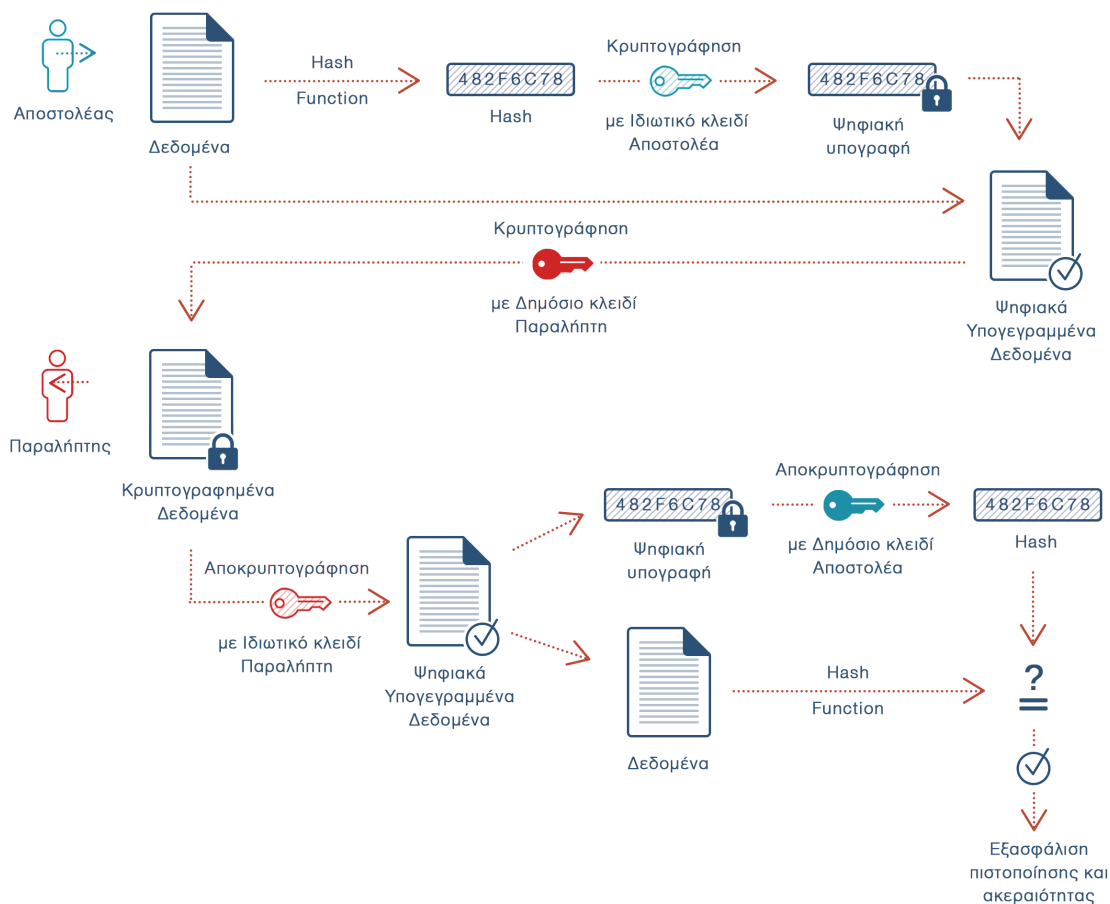 Αποστολέας
Δεδομένα
Hash
Function
482F6C78
Hash
Κρυπτογράφηση
με Ιδιωτικό κλειδί
Αποστολέα
482F6C78
Ψηφιακή
υπογραφή
Κρυπτογράφηση
με Δημόσιο κλειδί
Παραλήπτη
Ψηφιακά
Υπογεγραμμένα
Δεδομένα
Παραλήπτης
Κρυπτογραφημένα
Δεδομένα
Αποκρυπτογράφηση
με Ιδιωτικό κλειδί
Παραλήπτη
Ψηφιακά
Υπογεγραμμένα
Δεδομένα
482F6C78
Ψηφιακή
υπογραφή
Αποκρυπτογράφηση
με Δημόσιο κλειδί
Αποστολέα
482F6C78
Hash
Δεδομένα
Hash
Function
?
=
Εξασφάλιση
πιστοποίησης και
ακεραιότητας